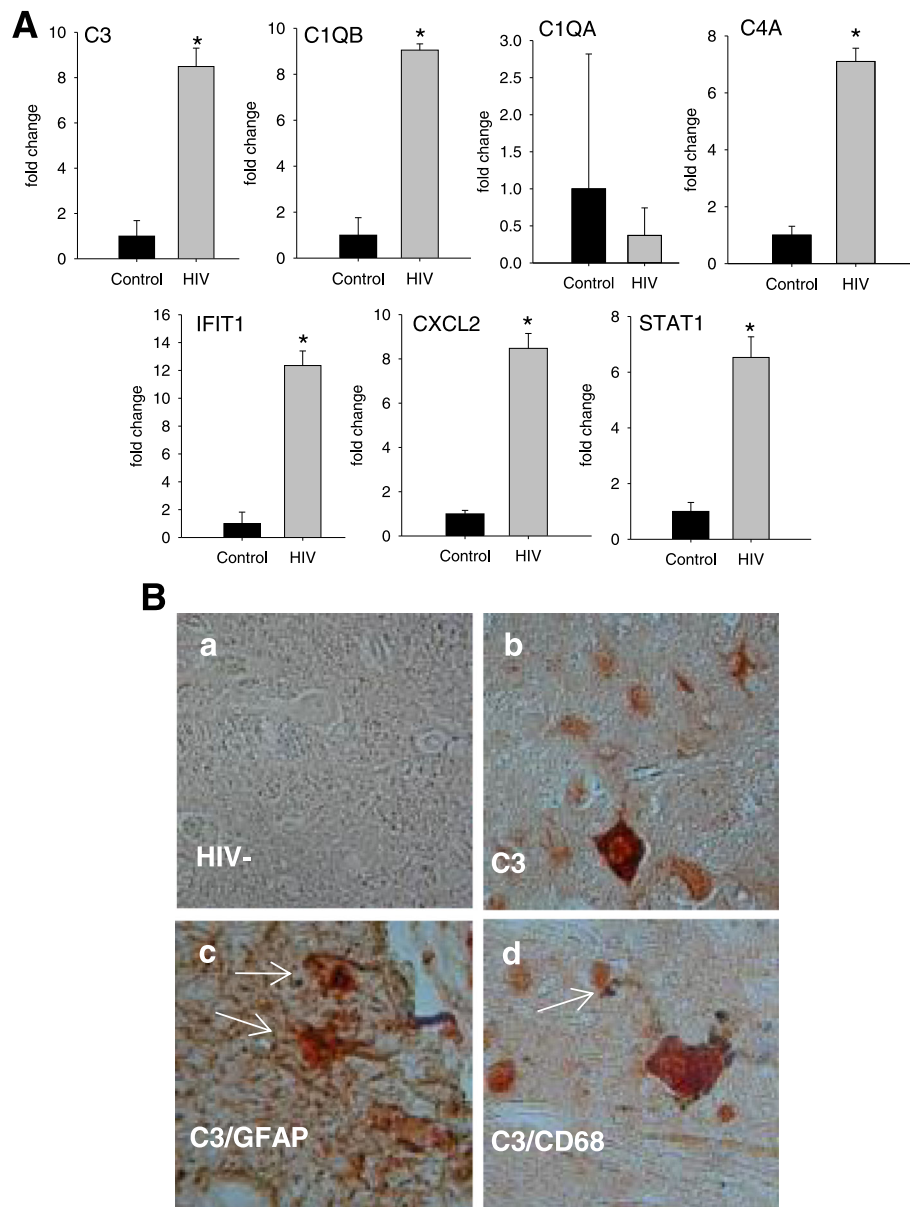 A
C3
*
fold change
10
8
6
4
2
0
Control HIV
C1QB
*
fold change
10
8
6
4
2
0
Control HIV
C1QA
fold change
3.0
2.5
2.0
1.5
1.0
0.5
0.0
Control HIV
C4A
*
fold change
8
6
4
2
0
Control HIV
IFIT1
*
fold change
16
14
12
10
8
6
4
2
0
Control HIV
CXCL2
*
fold change
10
8
6
4
2
0
Control HIV
STAT1
*
fold change
8
6
4
2
0
Control HIV
B
a
HIV-
b
C3
c
C3/GFAP
d
C3/CD68